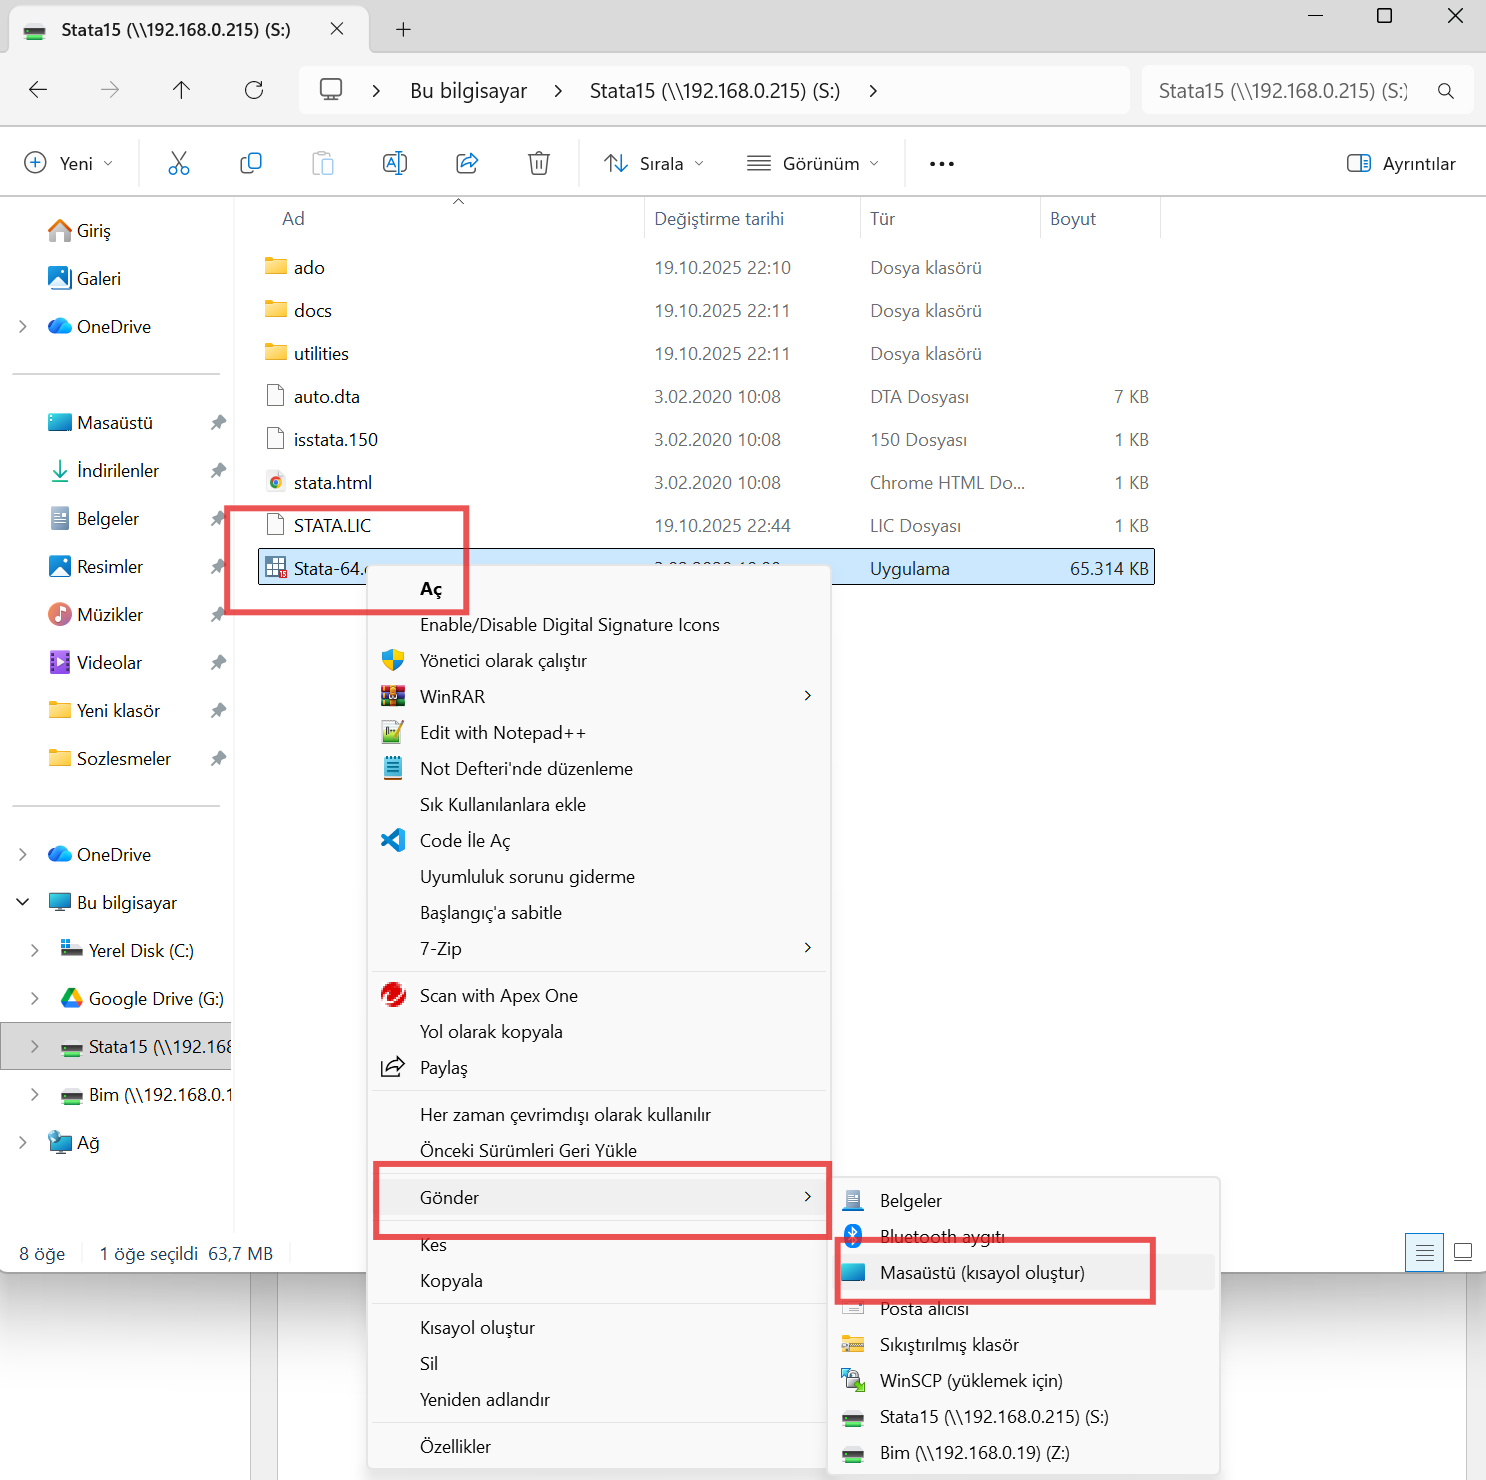 Stata15 (\\192.168.0.215) (S:)
Bu bilgisayar
Stata15 (\\192.168.0.215) (S:)
Stata15 (\\192.168.0.215) (S:)
Yeni
Sırala
Görünüm
Ayrıntılar
Giriş
Galeri
OneDrive
Masaüstü
İndirilenler
Belgeler
Resimler
Müzikler
Videolar
Yeni klasör
Sozlesmeler
OneDrive
Bu bilgisayar
Yerel Disk (C:)
Google Drive (G:)
Stata15 (\\192.168
Bim (\\192.168.0.1
Ağ
Ad Değiştirme tarihi Tür Boyut
ado 19.10.2025 22:10 Dosya klasörü
docs 19.10.2025 22:11 Dosya klasörü
utilities 19.10.2025 22:11 Dosya klasörü
auto.dta 3.02.2020 10:08 DTA Dosyası 7 KB
isstata.150 3.02.2020 10:08 150 Dosyası 1 KB
stata.html 3.02.2020 10:08 Chrome HTML Do... 1 KB
STATA.LIC 19.10.2025 22:44 LIC Dosyası 1 KB
Stata-64. Uygulama 65.314 KB
Aç
Enable/Disable Digital Signature Icons
Yönetici olarak çalıştır
WinRAR
Edit with Notepad++
Not Defteri'nde düzenleme
Sık Kullanılanlara ekle
Code İle Aç
Uyumluluk sorunu giderme
Başlangıç'a sabitle
7-Zip
Scan with Apex One
Yol olarak kopyala
Paylaş
Her zaman çevrimdışı olarak kullanılır
Önceki Sürümleri Geri Yükle
Gönder
Kes
Kopyala
Kısayol oluştur
Sil
Yeniden adlandır
Özellikler
Belgeler
Bluetooth aygıtı
Masaüstü (kısayol oluştur)
Posta alıcısı
Sıkıştırılmış klasör
WinSCP (yüklemek için)
Stata15 (\\192.168.0.215) (S:)
Bim (\\192.168.0.19) (Z:)
8 öğe 1 öğe seçildi 63,7 MB